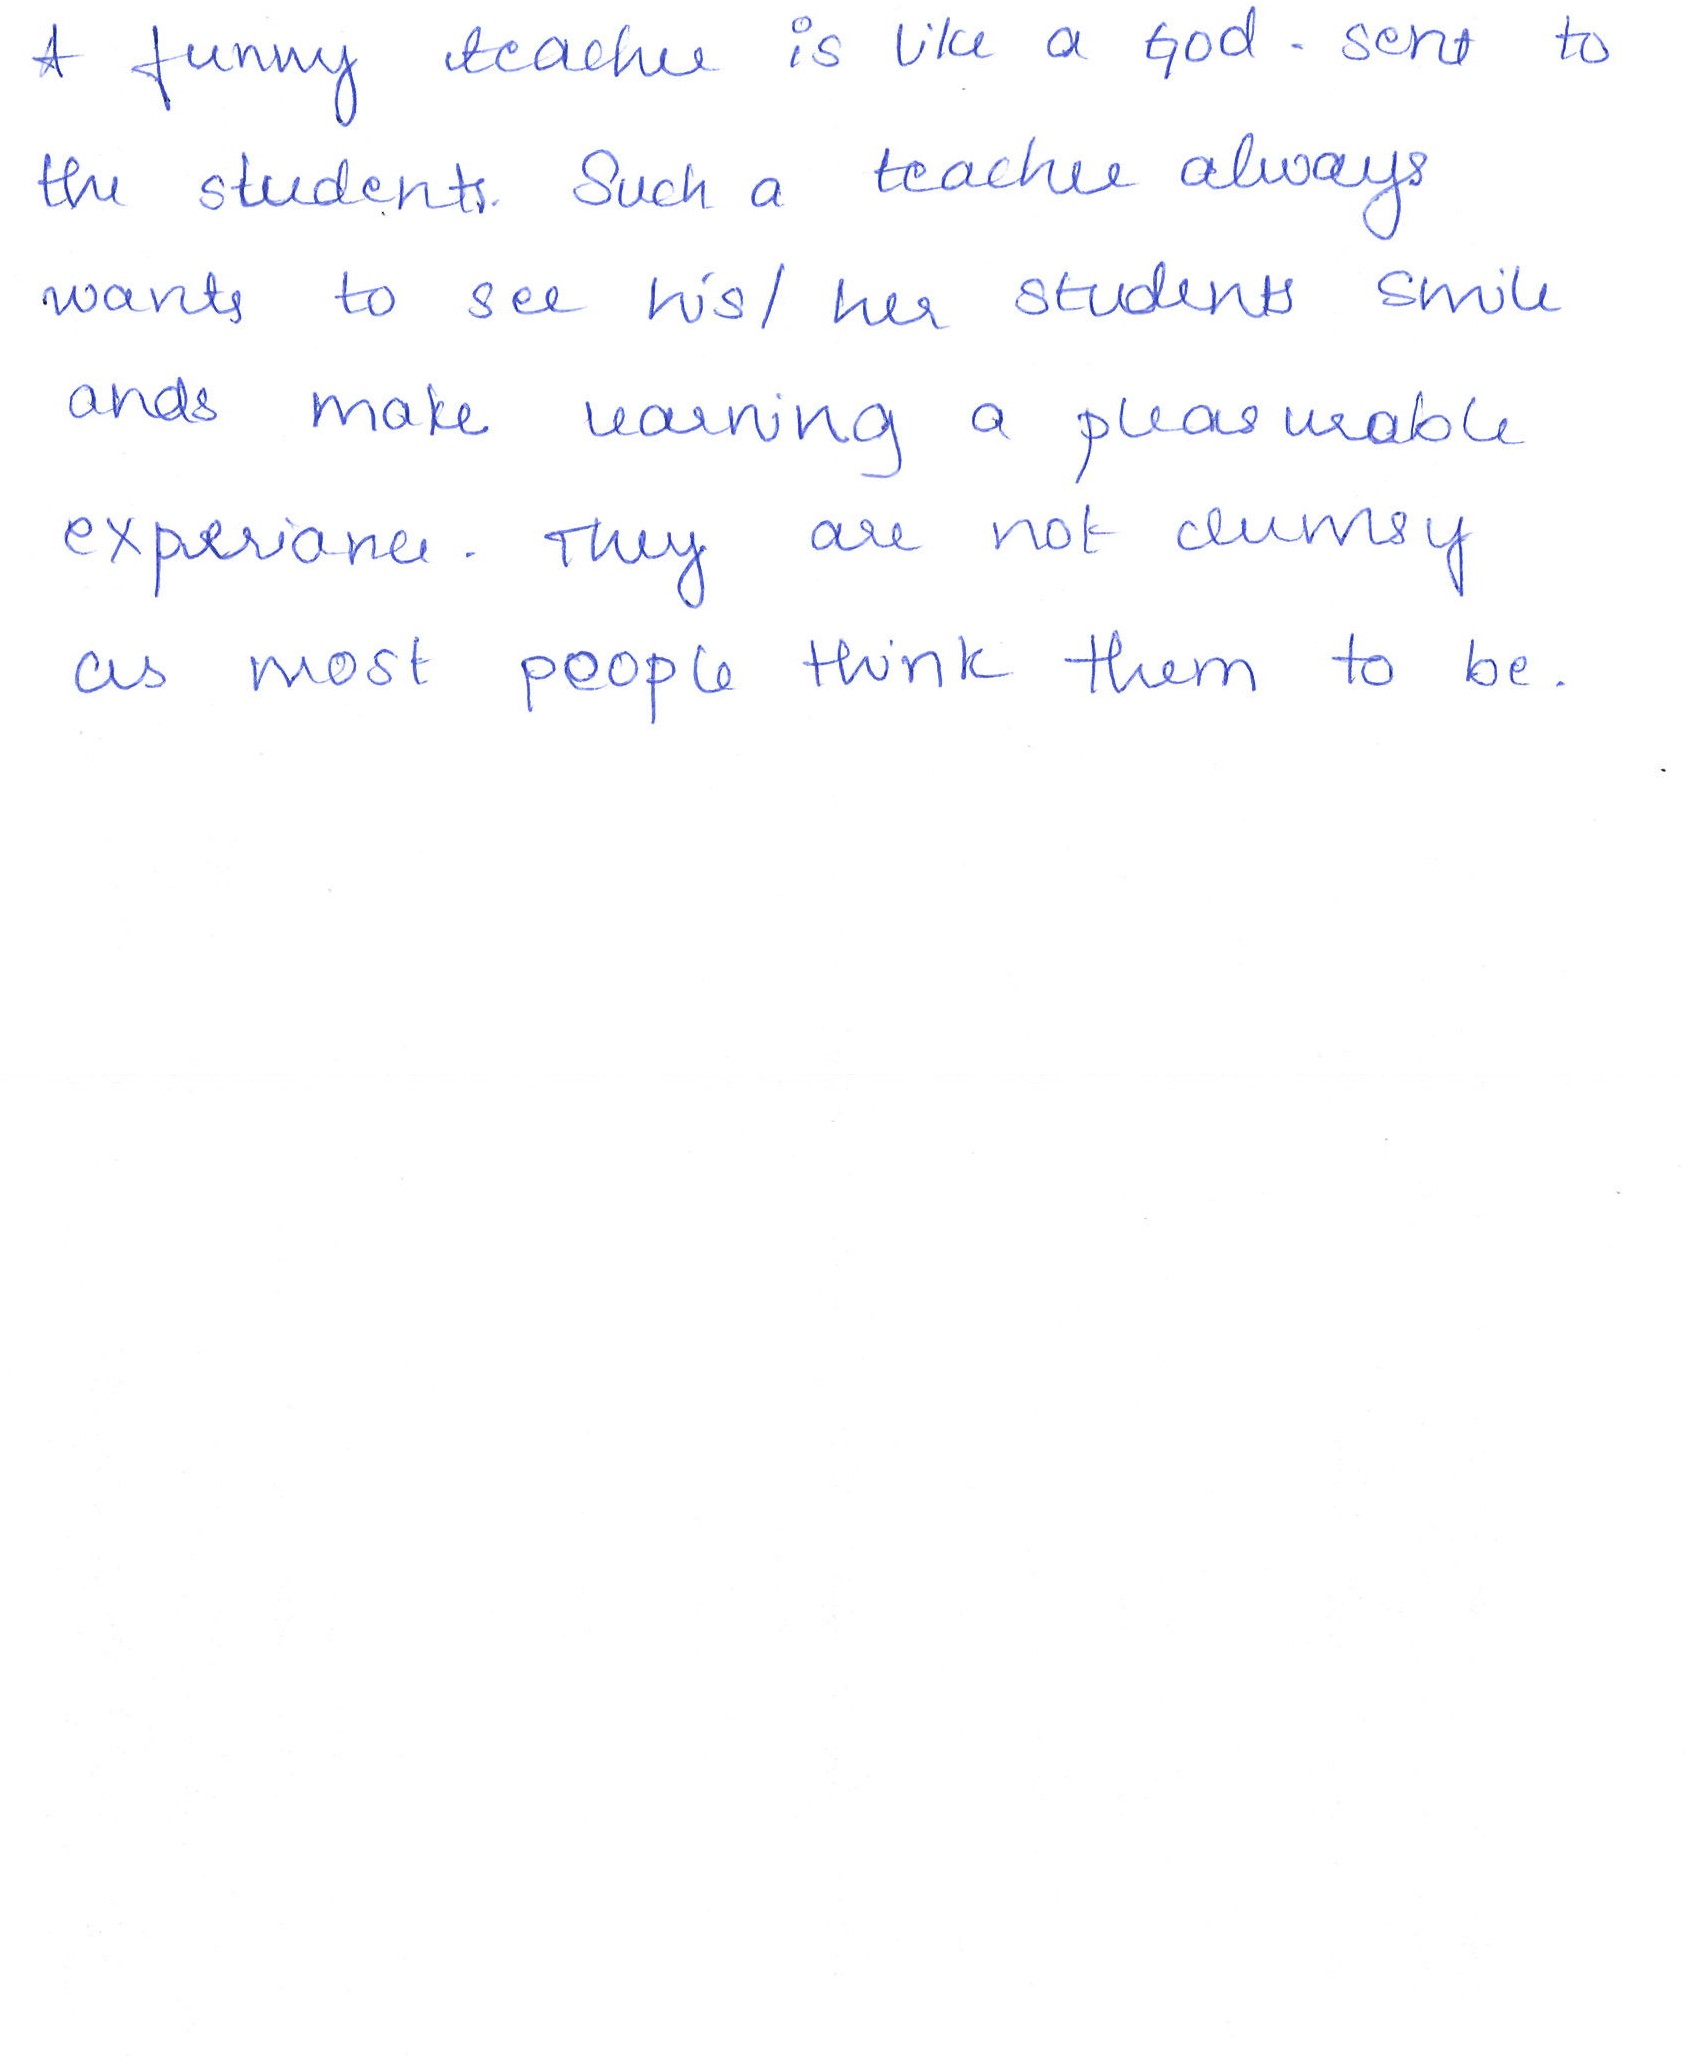 A funny teacher is like a God-sent to
the students. Such a teacher always
wants to see his/ her students smile
ands make learning a pleasurable
experiance. They are not clumsy
as most people think them to be.